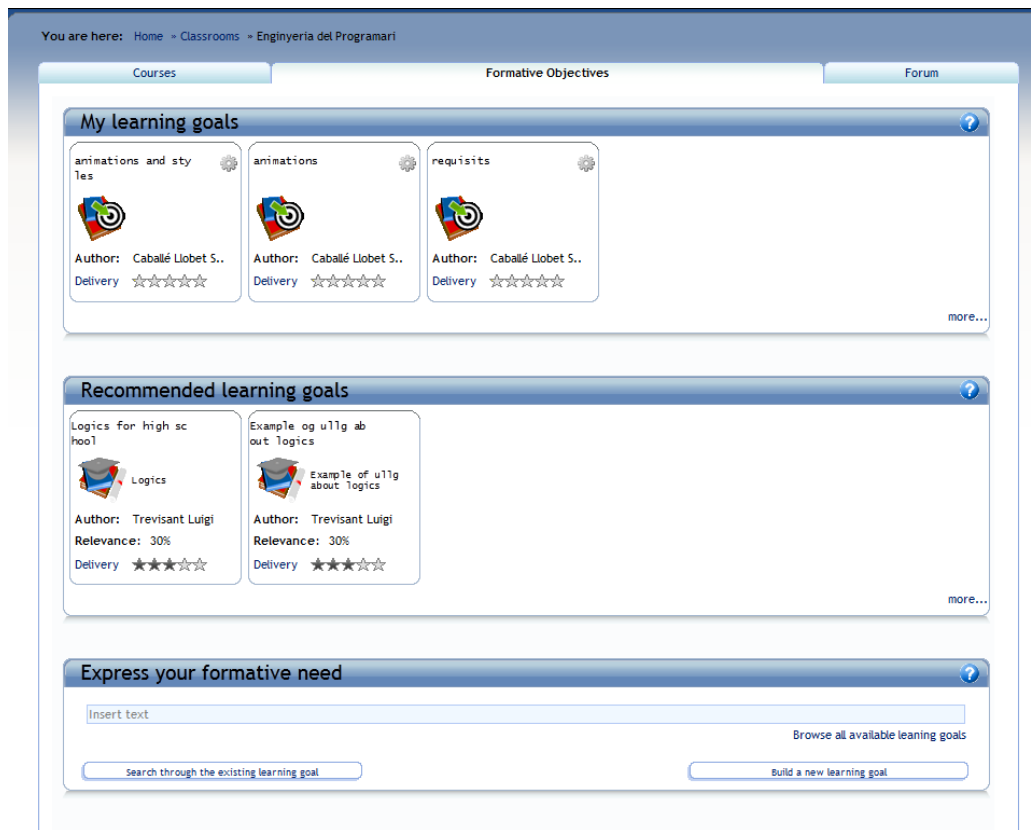 You are here: Home » Classrooms » Enginyeria del Programari
Courses Formative Objectives Forum
My learning goals ?
animations and sty
les
animations
requisits
Author: Caballé Llobet S..
Author: Caballé Llobet S..
Author: Caballé Llobet S..
Delivery
Delivery
Delivery
more...
Recommended learning goals ?
Logics for high sc
hool
Logics
Author: Trevisant Luigi
Relevance: 30%
Delivery
Example og ullg ab
out logics
Example of ullg
about logics
Author: Trevisant Luigi
Relevance: 30%
Delivery
more...
Express your formative need ?
Insert text
Browse all available leaning goals
Search through the existing learning goal
Build a new learning goal